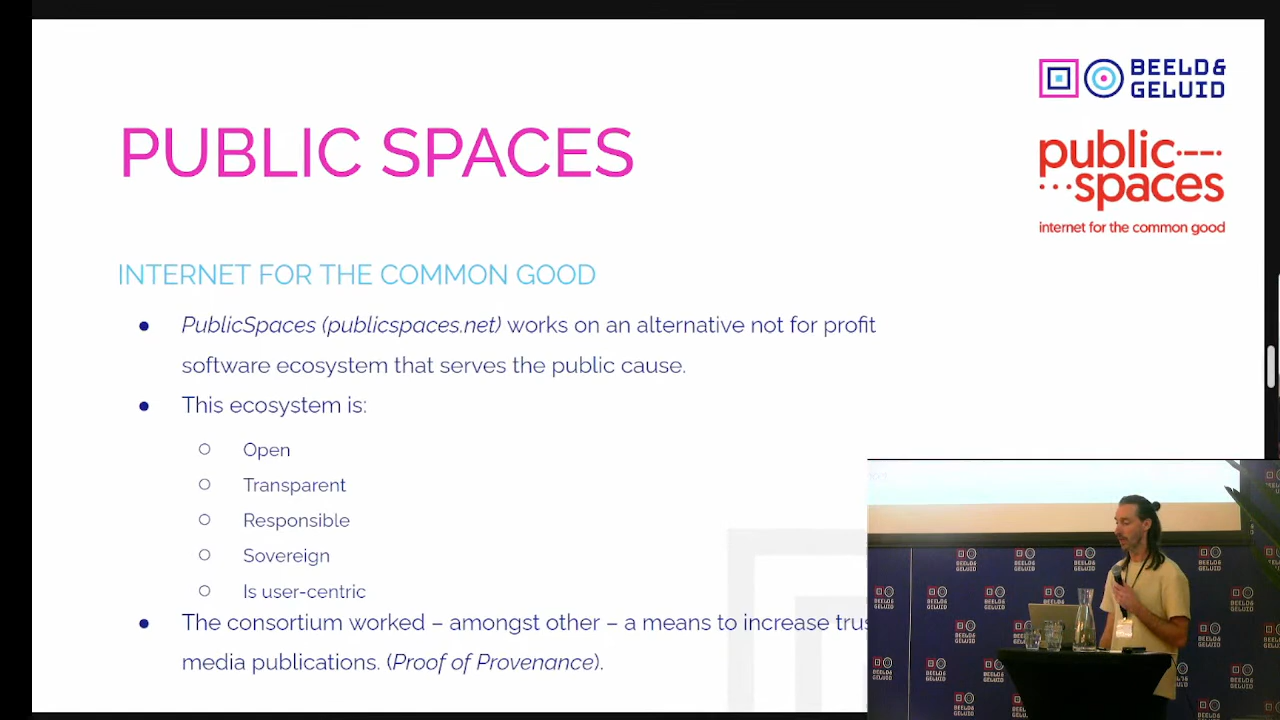 BEELD&
GELUID
PUBLIC SPACES
public
spaces
internet for the common good
INTERNET FOR THE COMMON GOOD
● PublicSpaces (publicspaces.net) works on an alternative not for profit
software ecosystem that serves the public cause.
● This ecosystem is:
○ Open
○ Transparent
○ Responsible
○ Sovereign
○ Is user-centric
● The consortium worked – amongst other – a means to increase
media publications. (Proof of Provenance).
BEELD&
GELUID